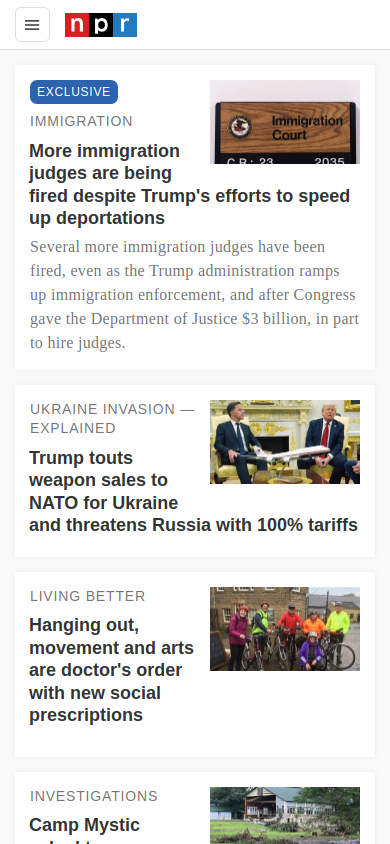 npr
EXCLUSIVE
IMMIGRATION
More immigration
judges are being
fired despite Trump's efforts to speed
up deportations
Immigration
Court
C.R: 23 2035
Several more immigration judges have been
fired, even as the Trump administration ramps
up immigration enforcement, and after Congress
gave the Department of Justice $3 billion, in part
to hire judges.
UKRAINE INVASION —
EXPLAINED
Trump touts
weapon sales to
NATO for Ukraine
and threatens Russia with 100% tariffs
LIVING BETTER
Hanging out,
movement and arts
are doctor's order
with new social
prescriptions
INVESTIGATIONS
Camp Mystic